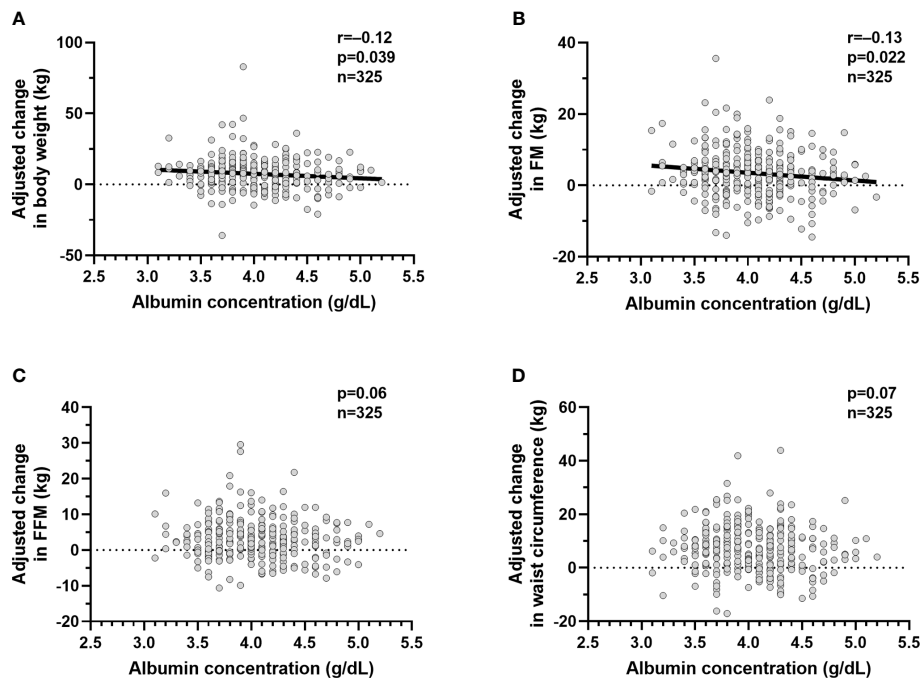 A
r=–0.12
p=0.039
n=325
Adjusted change
in body weight (kg)
100
50
0
-50
2.5 3.0 3.5 4.0 4.5 5.0 5.5
Albumin concentration (g/dL)
B
r=–0.13
p=0.022
n=325
Adjusted change
in FM (kg)
40
20
0
-20
2.5 3.0 3.5 4.0 4.5 5.0 5.5
Albumin concentration (g/dL)
C
p=0.06
n=325
Adjusted change
in FFM (kg)
40
30
20
10
0
-10
-20
2.5 3.0 3.5 4.0 4.5 5.0 5.5
Albumin concentration (g/dL)
D
p=0.07
n=325
Adjusted change
in waist circumference (kg)
60
40
20
0
-20
2.5 3.0 3.5 4.0 4.5 5.0 5.5
Albumin concentration (g/dL)